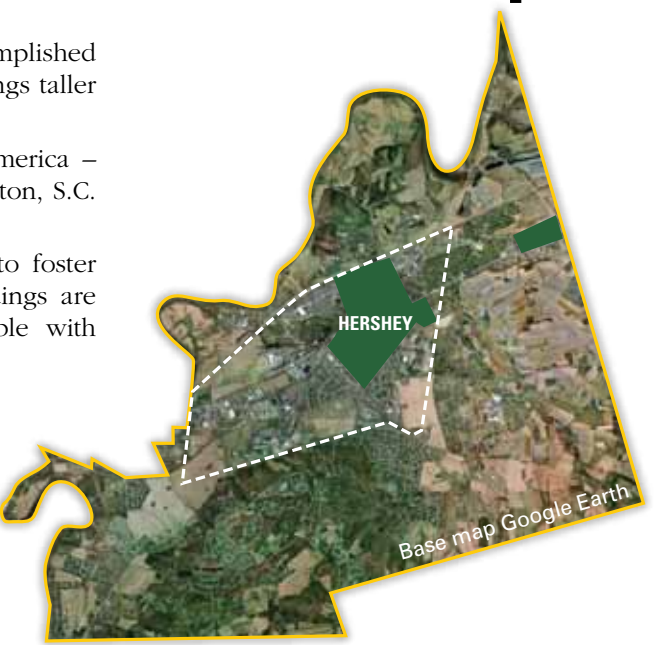 mplished
ngs taller
merica –
ton, S.C.
to foster
ings are
ble with
HERSHEY
Base map Google Earth